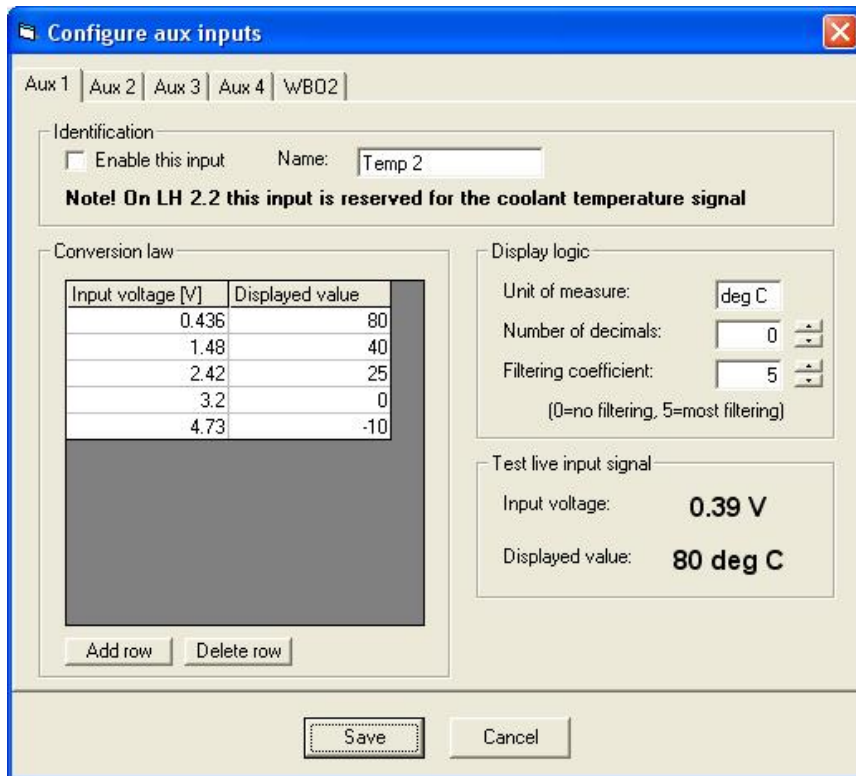 Configure aux inputs
Aux 1 Aux 2 Aux 3 Aux 4 WBO2
Identification
Enable this input Name: Temp 2
Note! On LH 2.2 this input is reserved for the coolant temperature signal
Conversion law
Input voltage [V] Displayed value
0.436 80
1.48 40
2.42 25
3.2 0
4.73 -10
Add row Delete row
Display logic
Unit of measure: deg C
Number of decimals: 0
Filtering coefficient: 5
(0=no filtering, 5=most filtering)
Test live input signal
Input voltage: 0.39 V
Displayed value: 80 deg C
Save Cancel